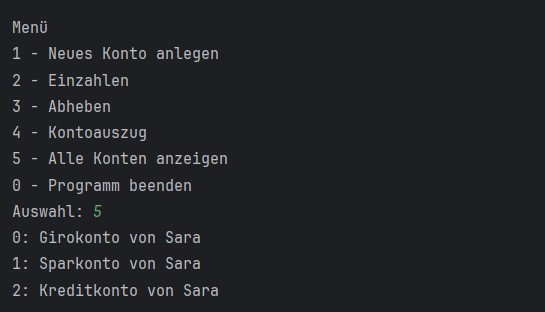 Menü
1 - Neues Konto anlegen
2 - Einzahlen
3 - Abheben
4 - Kontoauszug
5 - Alle Konten anzeigen
0 - Programm beenden
Auswahl: 5
0: Girokonto von Sara
1: Sparkonto von Sara
2: Kreditkonto von Sara